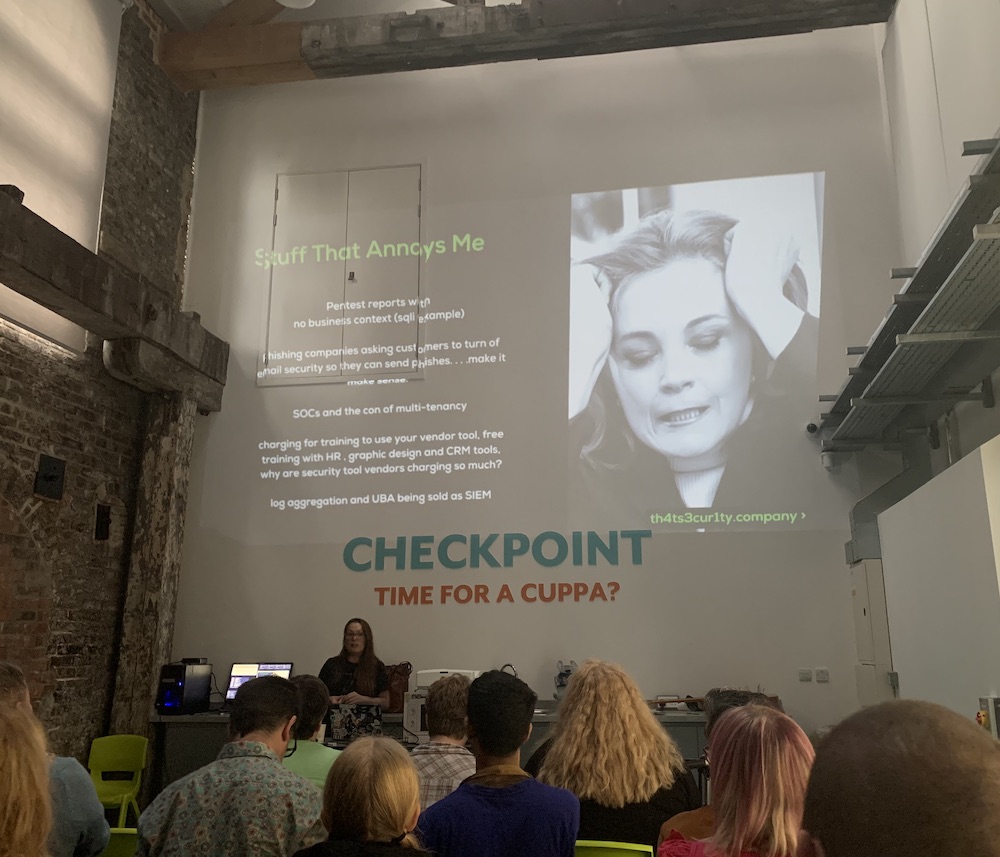 Stuff That Annoys Me
Pentest reports with
no business context (sqli example)
phishing companies asking customers to turn of
email security so they can send phishes. . . .make it
make sense.
SOCs and the con of multi-tenancy
charging for training to use your vendor tool, free
training with HR , graphic design and CRM tools,
why are security tool vendors charging so much?
log aggregation and UBA being sold as SIEM
th4ts3cur1ty.company >
CHECKPOINT
TIME FOR A CUPPA?